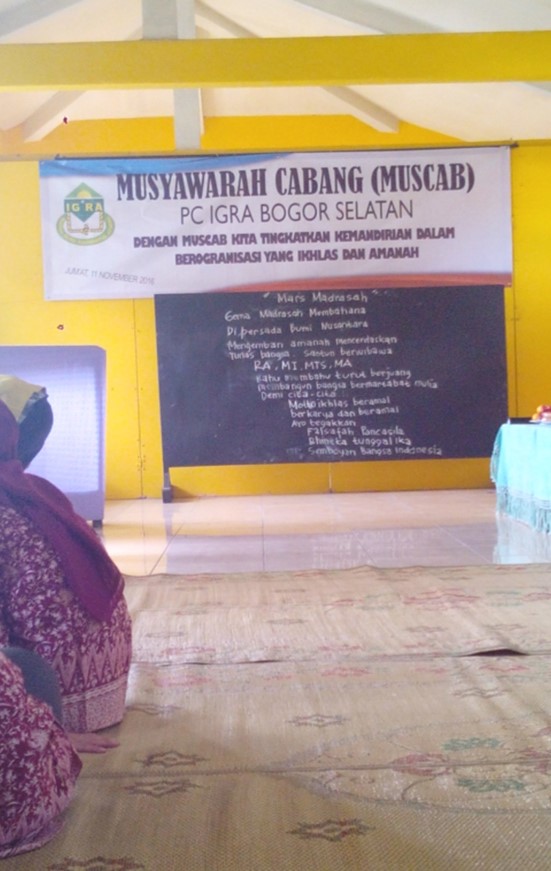 IGRA
MUSYAWARAH CABANG (MUSCAB)
PC IGRA BOGOR SELATAN
DENGAN MUSCAB KITA TINGKATKAN KEMANDIRIAN DALAM
BEROGRANISASI YANG IKHLAS DAN AMANAH
JUMAT, 11 NOVEMBER 2016
"Mars Madrasah"
Gema Madrasah Membahana
Di persada Bumi Nusantara
Mengemban amanah mencerdaskan
Tunas bangsa. Santun berwibawa
RA, MI, MTS, MA
Bahu membahu turut berjuang
membangun bangsa bermartabat mulia
Demi cita-cita
Motto ikhlas beramal
berkarya dan beramal
Ayo tegakkan
Falsafah Pancasila
Bhineka tunggal ika
Semboyan Bangsa Indonesia